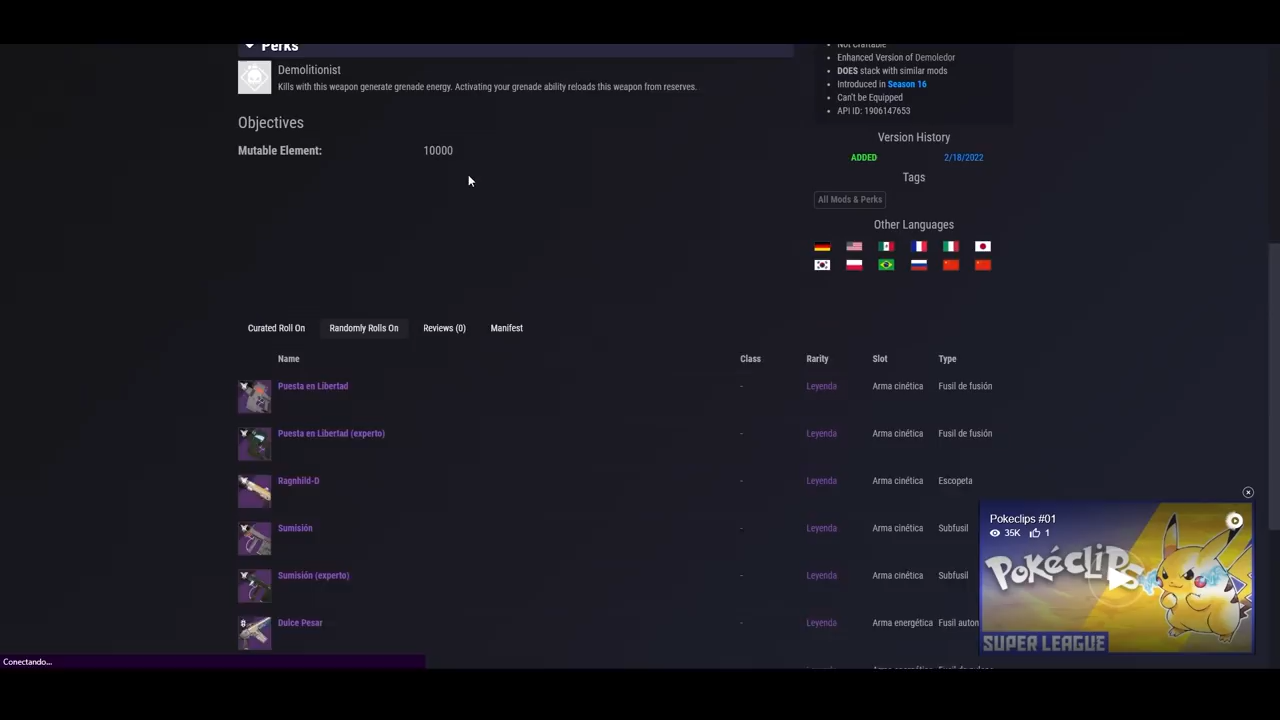 Perks
Not Craftable
Enhanced Version of Demoledor
Demolitionist
DOES stack with similar mods
Kills with this weapon generate grenade energy. Activating your grenade ability reloads this weapon from reserves.
Introduced in Season 16
Can't be Equipped
API ID: 1906147653
Objectives
Mutable Element: 10000
Version History
ADDED 2/18/2022
Tags
All Mods & Perks
Other Languages
Curated Roll On Randomly Rolls On Reviews (0) Manifest
Name Class Rarity Slot Type
Puesta en Libertad - Leyenda Arma cinética Fusil de fusión
Puesta en Libertad (experto) - Leyenda Arma cinética Fusil de fusión
Ragnhild-D - Leyenda Arma cinética Escopeta
Sumisión - Leyenda Arma cinética Subfusil
Sumisión (experto) - Leyenda Arma cinética Subfusil
Dulce Pesar - Leyenda Arma energética Fusil auton
Pokeclips #01
35K 1
POKéCLIPS
SUPER LEAGUE
Conectando...